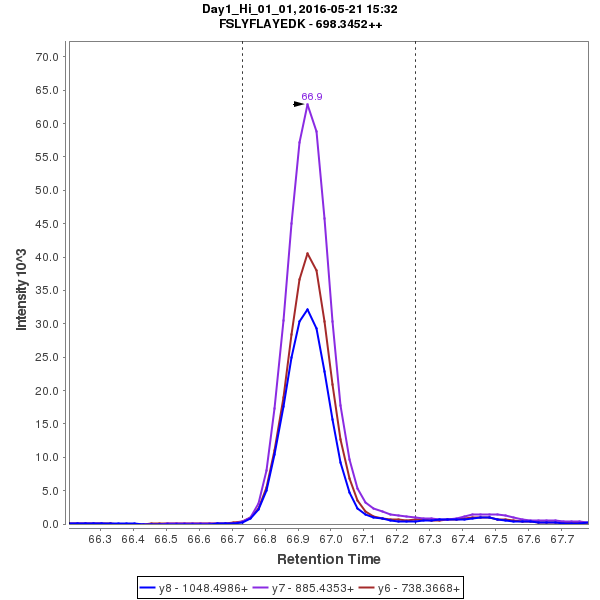 Day1_Hi_01_01, 2016-05-21 15:32
FSLYFLAYEDK - 698.3452++
66.9
70.0
65.0
60.0
55.0
50.0
45.0
40.0
35.0
30.0
25.0
20.0
15.0
10.0
5.0
0.0
Intensity 10^3
66.3 66.4 66.5 66.6 66.7 66.8 66.9 67.0 67.1 67.2 67.3 67.4 67.5 67.6 67.7
Retention Time
y8 - 1048.4986+ y7 - 885.4353+ y6 - 738.3668+